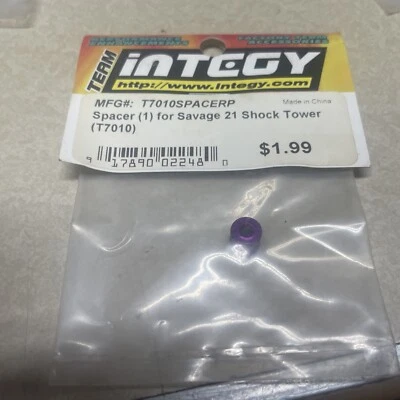 TEAM
iNTEGY
http://www.integy.com
MFG#: T7010SPACERP
Made in China
Spacer (1) for Savage 21 Shock Tower
(T7010)
$1.99
9 17890 02248 0